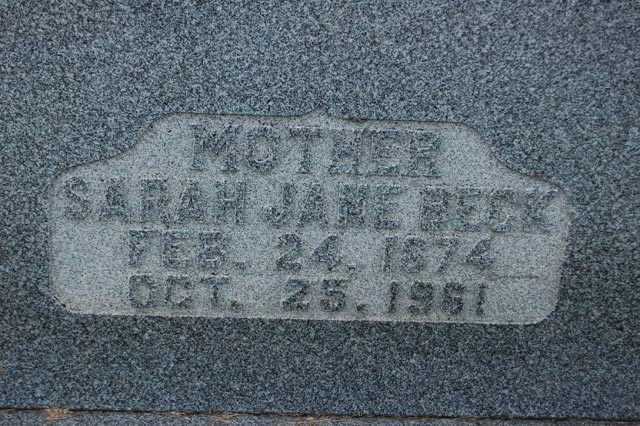 MOTHER
SARAH JANE BECK
FEB. 24, 1874
OCT. 25, 1961